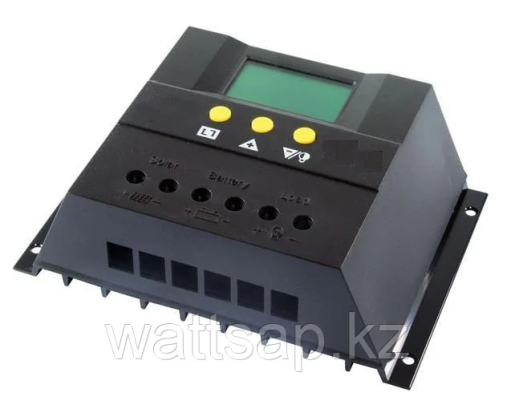 SOLAR BATTERY LOAD
+ - + - + -
wattsap.kz